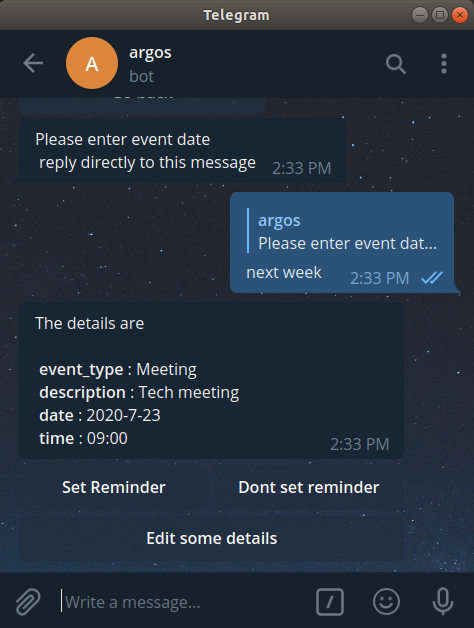 Telegram
A
argos
bot
Go back
Please enter event date
reply directly to this message
2:33 PM
argos
Please enter event dat...
next week
2:33 PM
The details are
event_type : Meeting
description : Tech meeting
date : 2020-7-23
time : 09:00
2:33 PM
Set Reminder
Dont set reminder
Edit some details
Write a message...